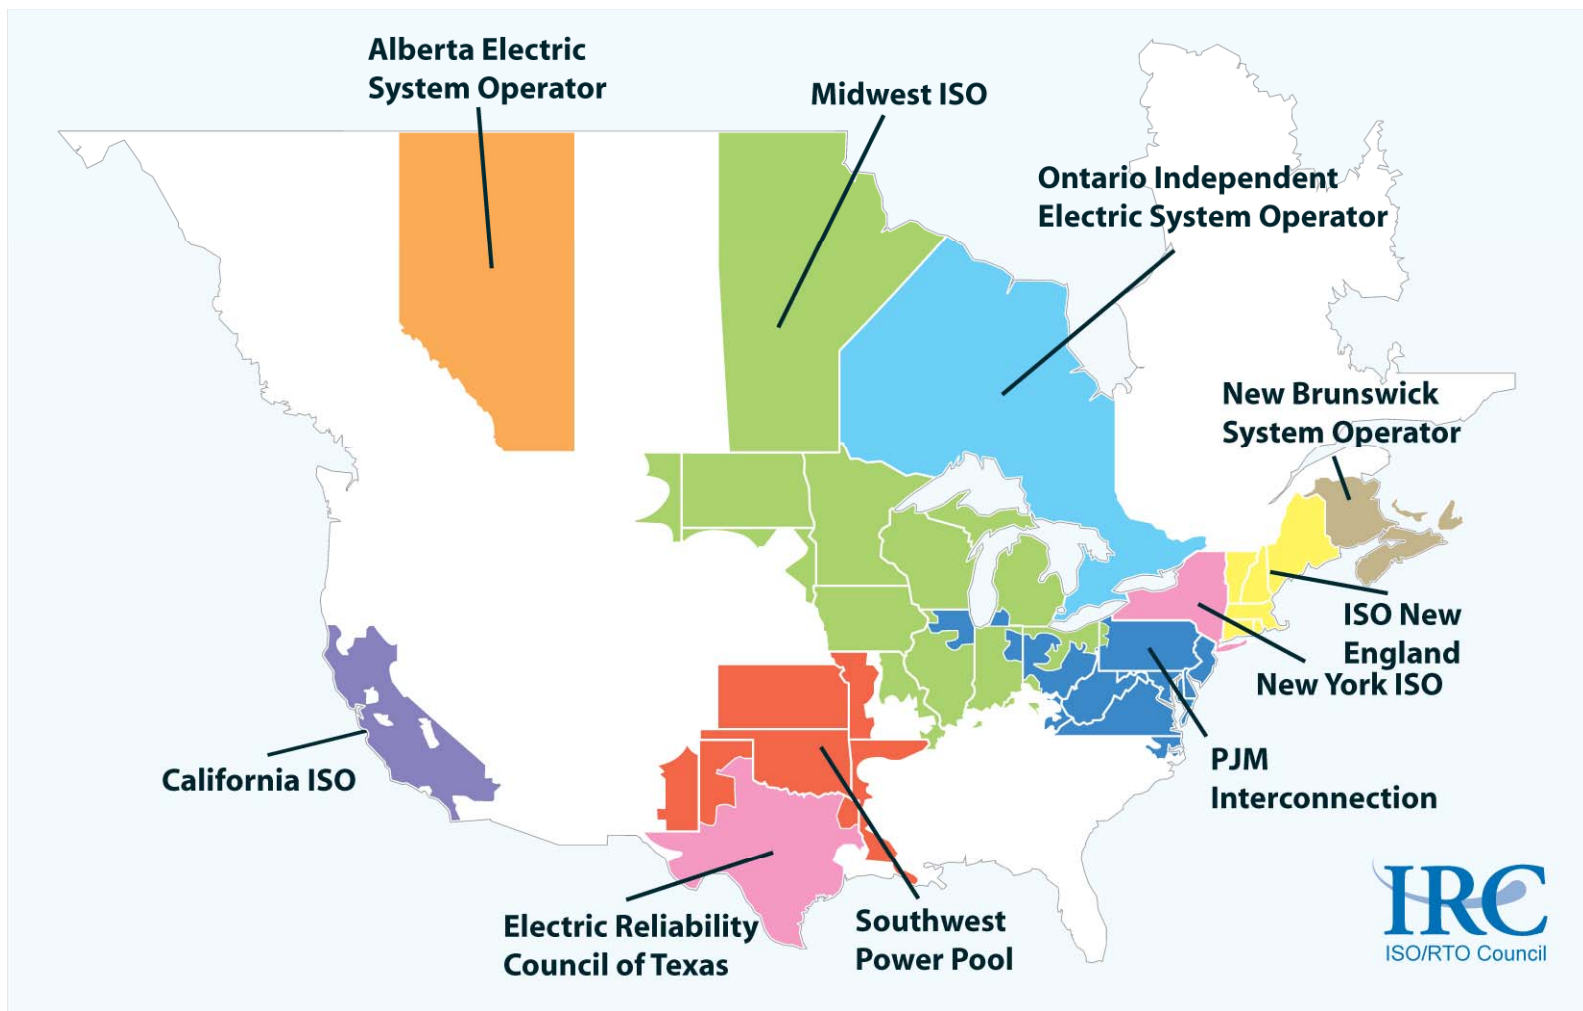 Alberta Electric
System Operator
Midwest ISO
Ontario Independent
Electric System Operator
New Brunswick
System Operator
ISO New
England
New York ISO
PJM
Interconnection
California ISO
Electric Reliability
Council of Texas
Southwest
Power Pool
IRC
ISO/RTO Council